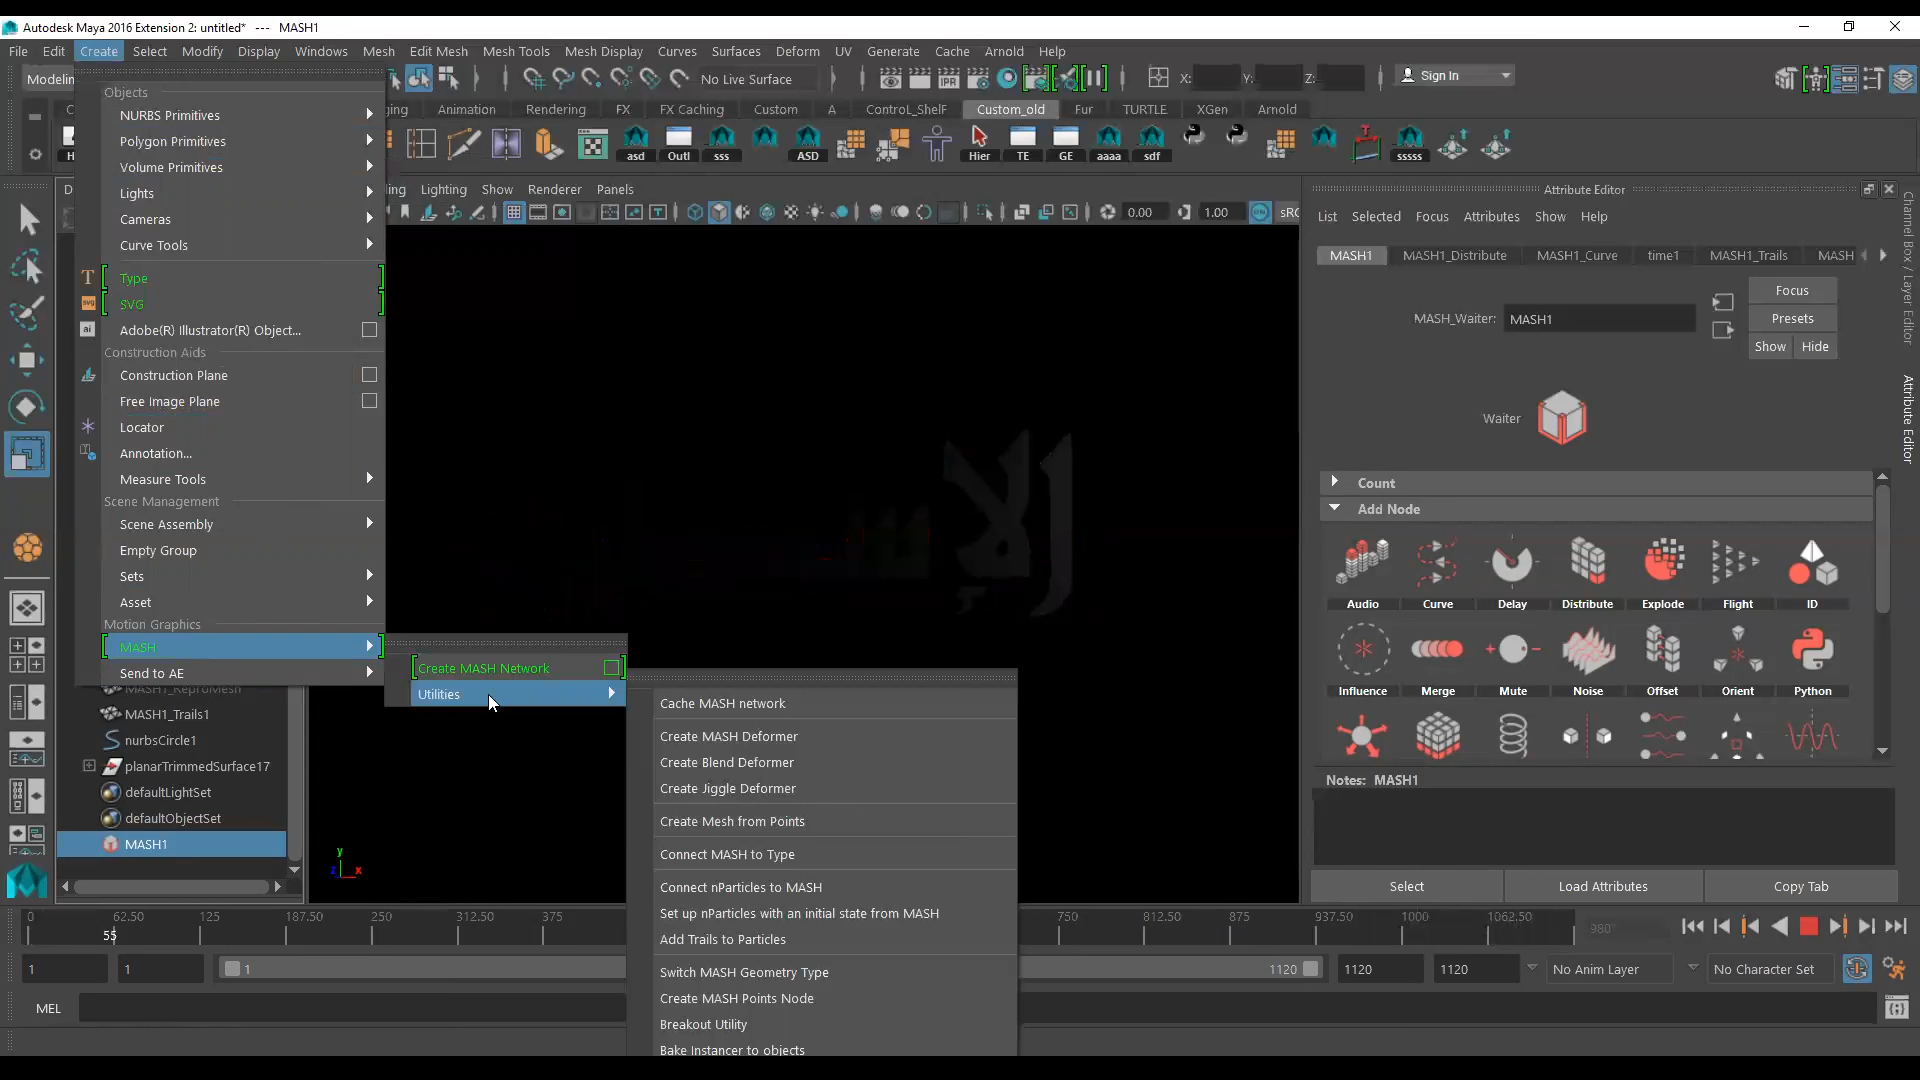 Autodesk Maya 2016 Extension 2: untitled*   ---   MASH1
File Edit Create Select Modify Display Windows Mesh Edit Mesh Mesh Tools Mesh Display Curves Surfaces Deform UV Generate Cache Arnold Help
No Live Surface X: Y: Z: Sign In
Animation Rendering FX FX Caching Custom A ControL_ShelF Custom_old Fur TURTLE XGen Arnold
asd Outl sss ASD Hier TE GE aaaa sdf sssss
Lighting Show Renderer Panels
0.00 1.00
Objects
NURBS Primitives
Polygon Primitives
Volume Primitives
Lights
Cameras
Curve Tools
Type
SVG
Adobe(R) Illustrator(R) Object...
Construction Aids
Construction Plane
Free Image Plane
Locator
Annotation...
Measure Tools
Scene Management
Scene Assembly
Empty Group
Sets
Asset
Motion Graphics
MASH
Send to AE
Create MASH Network
Utilities
Cache MASH network
Create MASH Deformer
Create Blend Deformer
Create Jiggle Deformer
Create Mesh from Points
Connect MASH to Type
Connect nParticles to MASH
Set up nParticles with an initial state from MASH
Add Trails to Particles
Switch MASH Geometry Type
Create MASH Points Node
Breakout Utility
Bake Instancer to objects
MASH1_ReproMesh
MASH1_Trails1
nurbsCircle1
planarTrimmedSurface17
defaultLightSet
defaultObjectSet
MASH1
y
z x
Attribute Editor
List Selected Focus Attributes Show Help
MASH1 MASH1_Distribute MASH1_Curve time1 MASH1_Trails MASH
MASH_Waiter: MASH1
Focus
Presets
Show Hide
Waiter
Count
Add Node
Audio Curve Delay Distribute Explode Flight ID
Influence Merge Mute Noise Offset Orient Python
Notes: MASH1
Select Load Attributes Copy Tab
Channel Box / Layer Editor
Attribute Editor
0 62.50 125 187.50 250 312.50 375 750 812.50 875 937.50 1000 1062.50
55
980
1 1 1 1120 1120 1120 No Anim Layer No Character Set
MEL